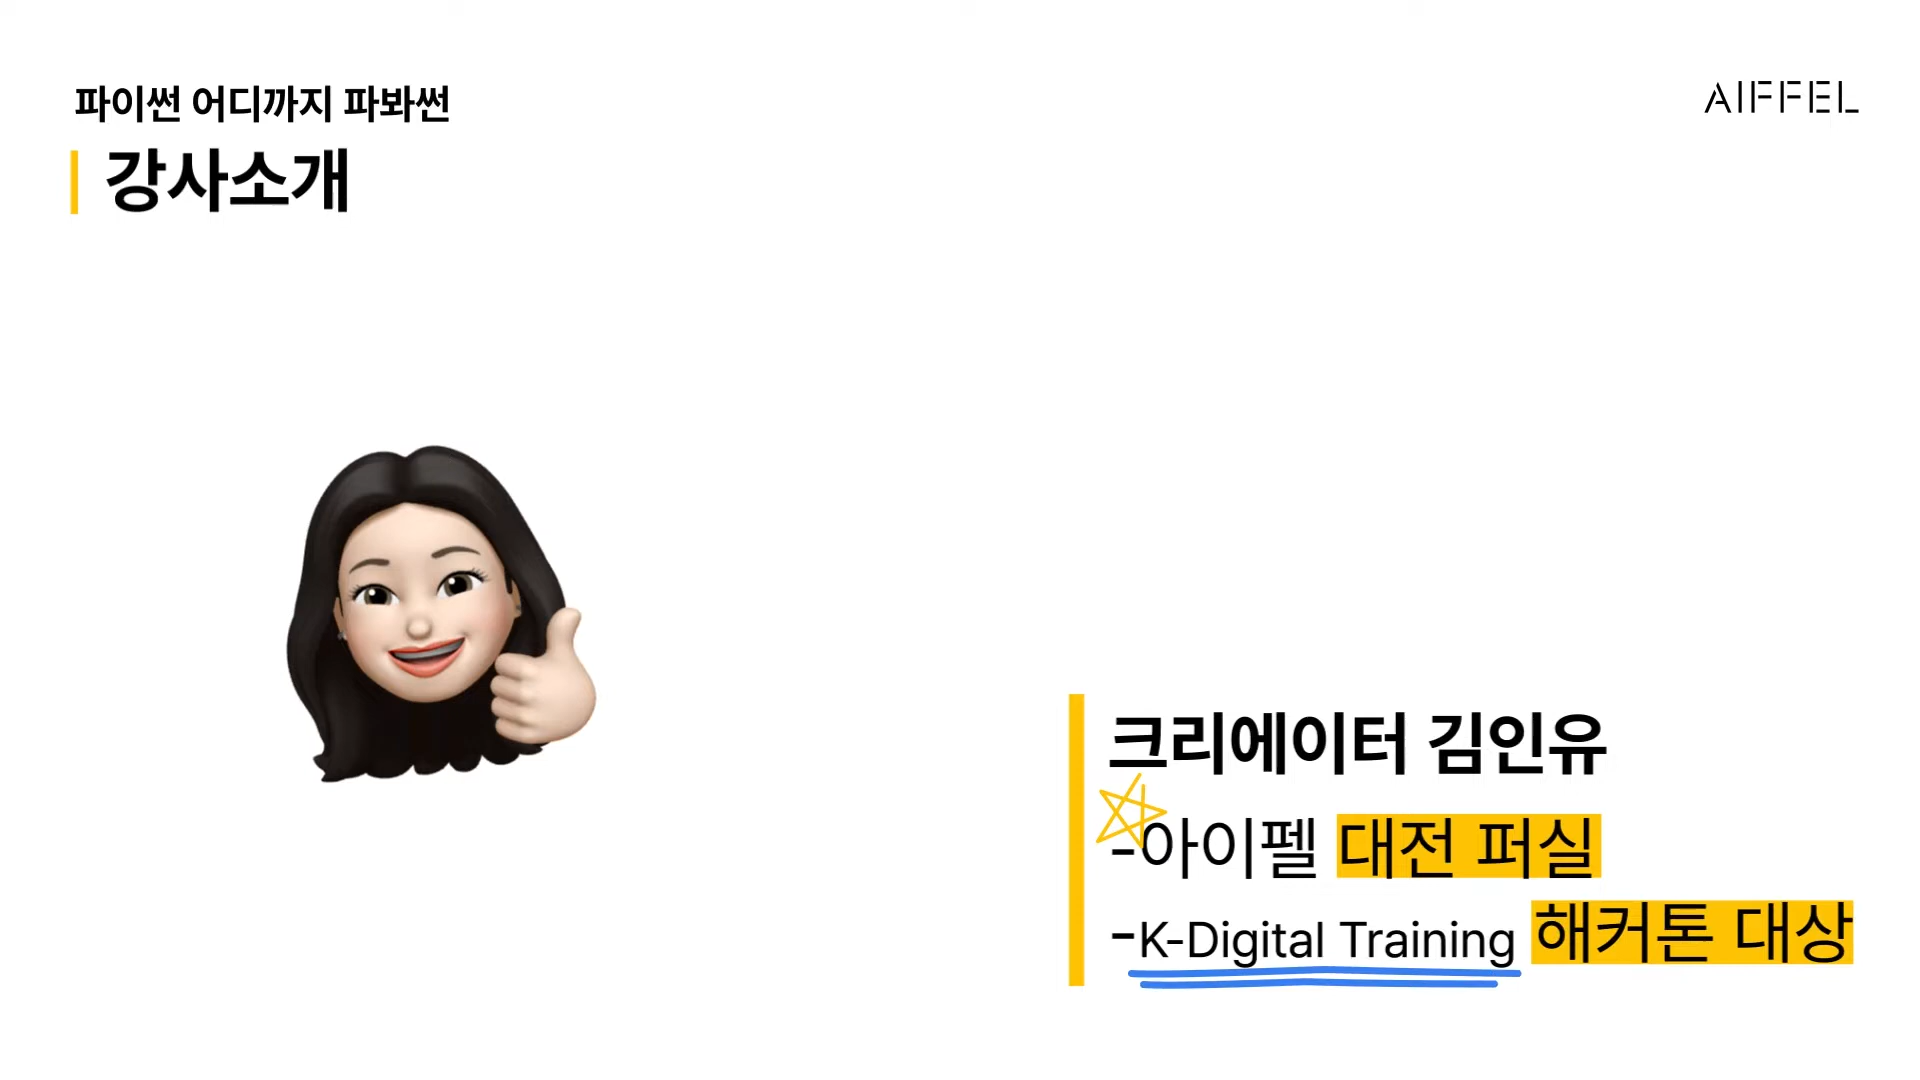 파이썬 어디까지 파봐썬
AIFFEL
강사소개
크리에이터 김인유
-아이펠 대전 퍼실
-K-Digital Training 해커톤 대상